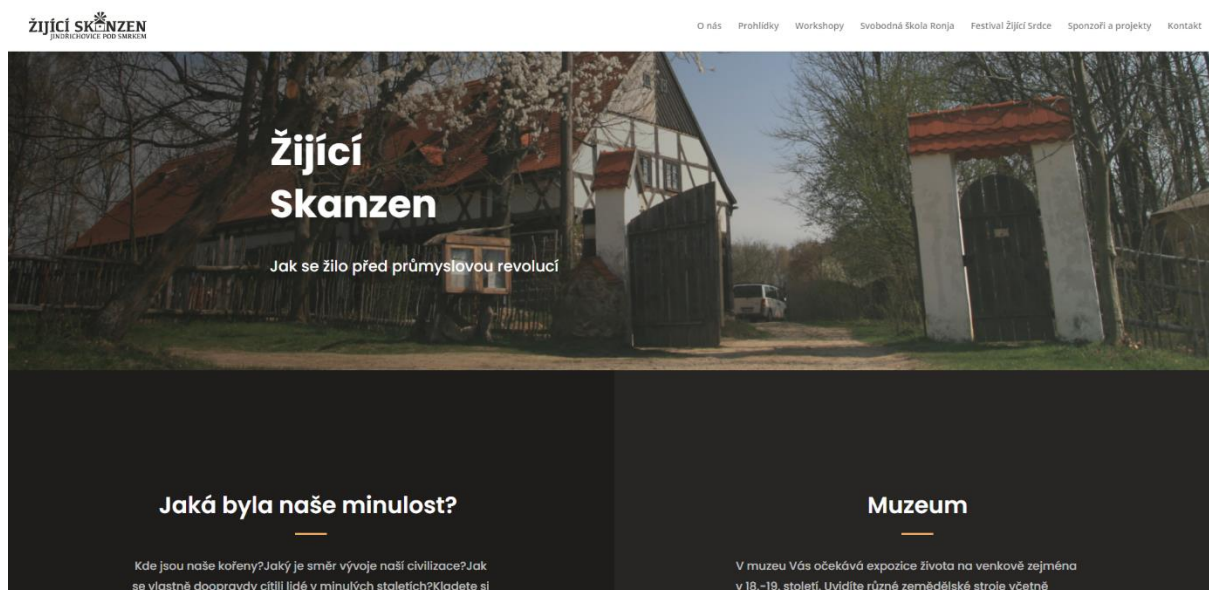 ŽIJÍCÍ SKANZEN
JINDŘICHOVICE POD SMRKEM
O nás
Prohlídky
Workshopy
Svobodná škola Ronja
Festival Žijící Srdce
Sponzoři a projekty
Kontakt
Žijící
Skanzen
Jak se žilo před průmyslovou revolucí
Jaká byla naše minulost?
Kde jsou naše kořeny?Jaký je směr vývoje naší civilizace?Jak
se vlastně doopravdy cítili lidé v minulých staletích?Kladete si
Muzeum
V muzeu Vás očekává expozice života na venkově zejména
v 18.-19. století. Uvidíte různé zemědělské stroje včetně